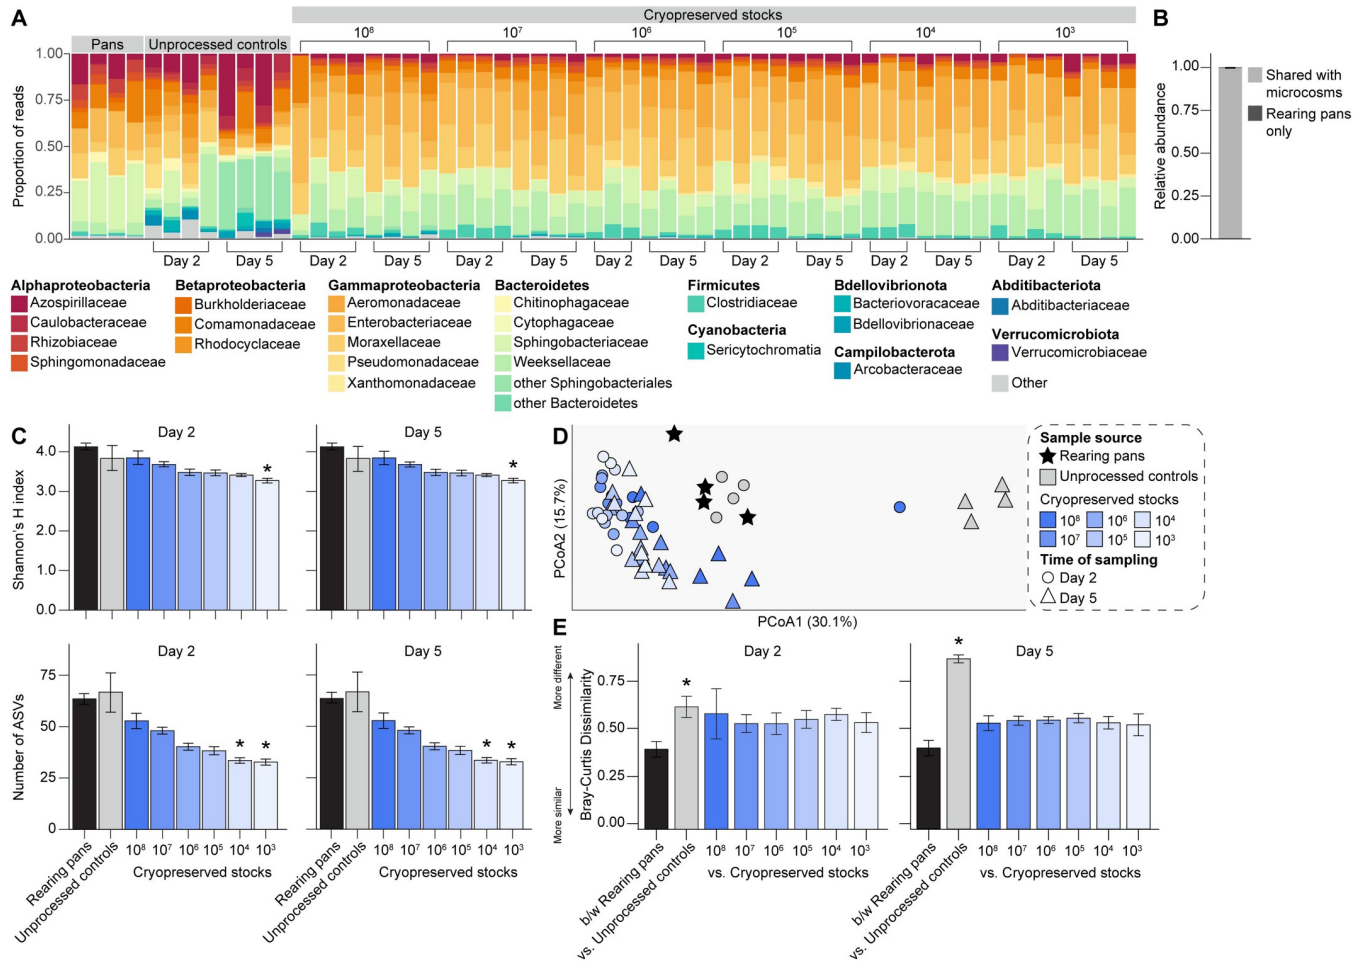 A
Cryopreserved stocks
B
Pans
Unprocessed controls
10⁸
10⁷
10⁶
10⁵
10⁴
10³
Proportion of reads
1.00
0.75
0.50
0.25
0.00
Day 2
Day 5
Day 2
Day 5
Day 2
Day 5
Day 2
Day 5
Day 2
Day 5
Day 2
Day 5
Day 2
Day 5
Relative abundance
1.00
0.75
0.50
0.25
0.00
Shared with
microcosms
Rearing pans
only
Alphaproteobacteria
Azospirillaceae
Caulobacteraceae
Rhizobiaceae
Sphingomonadaceae
Betaproteobacteria
Burkholderiaceae
Comamonadaceae
Rhodocyclaceae
Gammaproteobacteria
Aeromonadaceae
Enterobacteriaceae
Moraxellaceae
Pseudomonadaceae
Xanthomonadaceae
Bacteroidetes
Chitinophagaceae
Cytophagaceae
Sphingobacteriaceae
Weeksellaceae
other Sphingobacteriales
other Bacteroidetes
Firmicutes
Clostridiaceae
Cyanobacteria
Sericytochromatia
Bdellovibrionota
Bacteriovoracaceae
Bdellovibrionaceae
Campilobacterota
Arcobacteraceae
Abditibacteriota
Abditibacteriaceae
Verrucomicrobiota
Verrucomicrobiaceae
Other
C
Day 2
Day 5
Shannon's H index
4.0
3.0
2.0
1.0
0.0
*
*
Day 2
Day 5
Number of ASVs
75
50
25
0
* *
* *
Rearing pans
Unprocessed controls
10⁸ 10⁷ 10⁶ 10⁵ 10⁴ 10³
Cryopreserved stocks
Rearing pans
Unprocessed controls
10⁸ 10⁷ 10⁶ 10⁵ 10⁴ 10³
Cryopreserved stocks
D
PCoA2 (15.7%)
PCoA1 (30.1%)
Sample source
Rearing pans
Unprocessed controls
Cryopreserved stocks
10⁸ 10⁶ 10⁴
10⁷ 10⁵ 10³
Time of sampling
Day 2
Day 5
E
Day 2
Day 5
More different
More similar
Bray-Curtis Dissimilarity
0.75
0.50
0.25
0.00
*
*
b/w Rearing pans
vs. Unprocessed controls
10⁸ 10⁷ 10⁶ 10⁵ 10⁴ 10³
vs. Cryopreserved stocks
b/w Rearing pans
vs. Unprocessed controls
10⁸ 10⁷ 10⁶ 10⁵ 10⁴ 10³
vs. Cryopreserved stocks